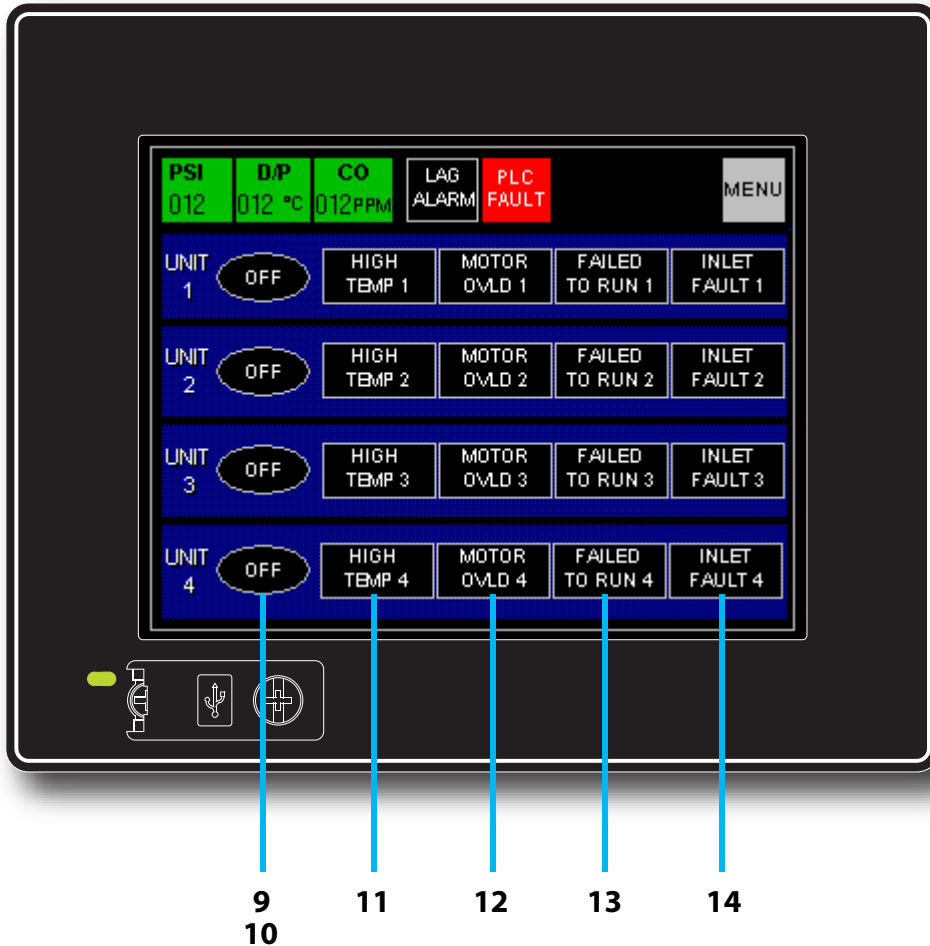 PSI D/P CO LAG PLC
012 012 °C 012PPM ALARM FAULT MENU
UNIT HIGH MOTOR FAILED INLET
1 OFF TEMP 1 OVLD 1 TO RUN 1 FAULT 1
UNIT HIGH MOTOR FAILED INLET
2 OFF TEMP 2 OVLD 2 TO RUN 2 FAULT 2
UNIT HIGH MOTOR FAILED INLET
3 OFF TEMP 3 OVLD 3 TO RUN 3 FAULT 3
UNIT HIGH MOTOR FAILED INLET
4 OFF TEMP 4 OVLD 4 TO RUN 4 FAULT 4
9 11 12 13 14
10